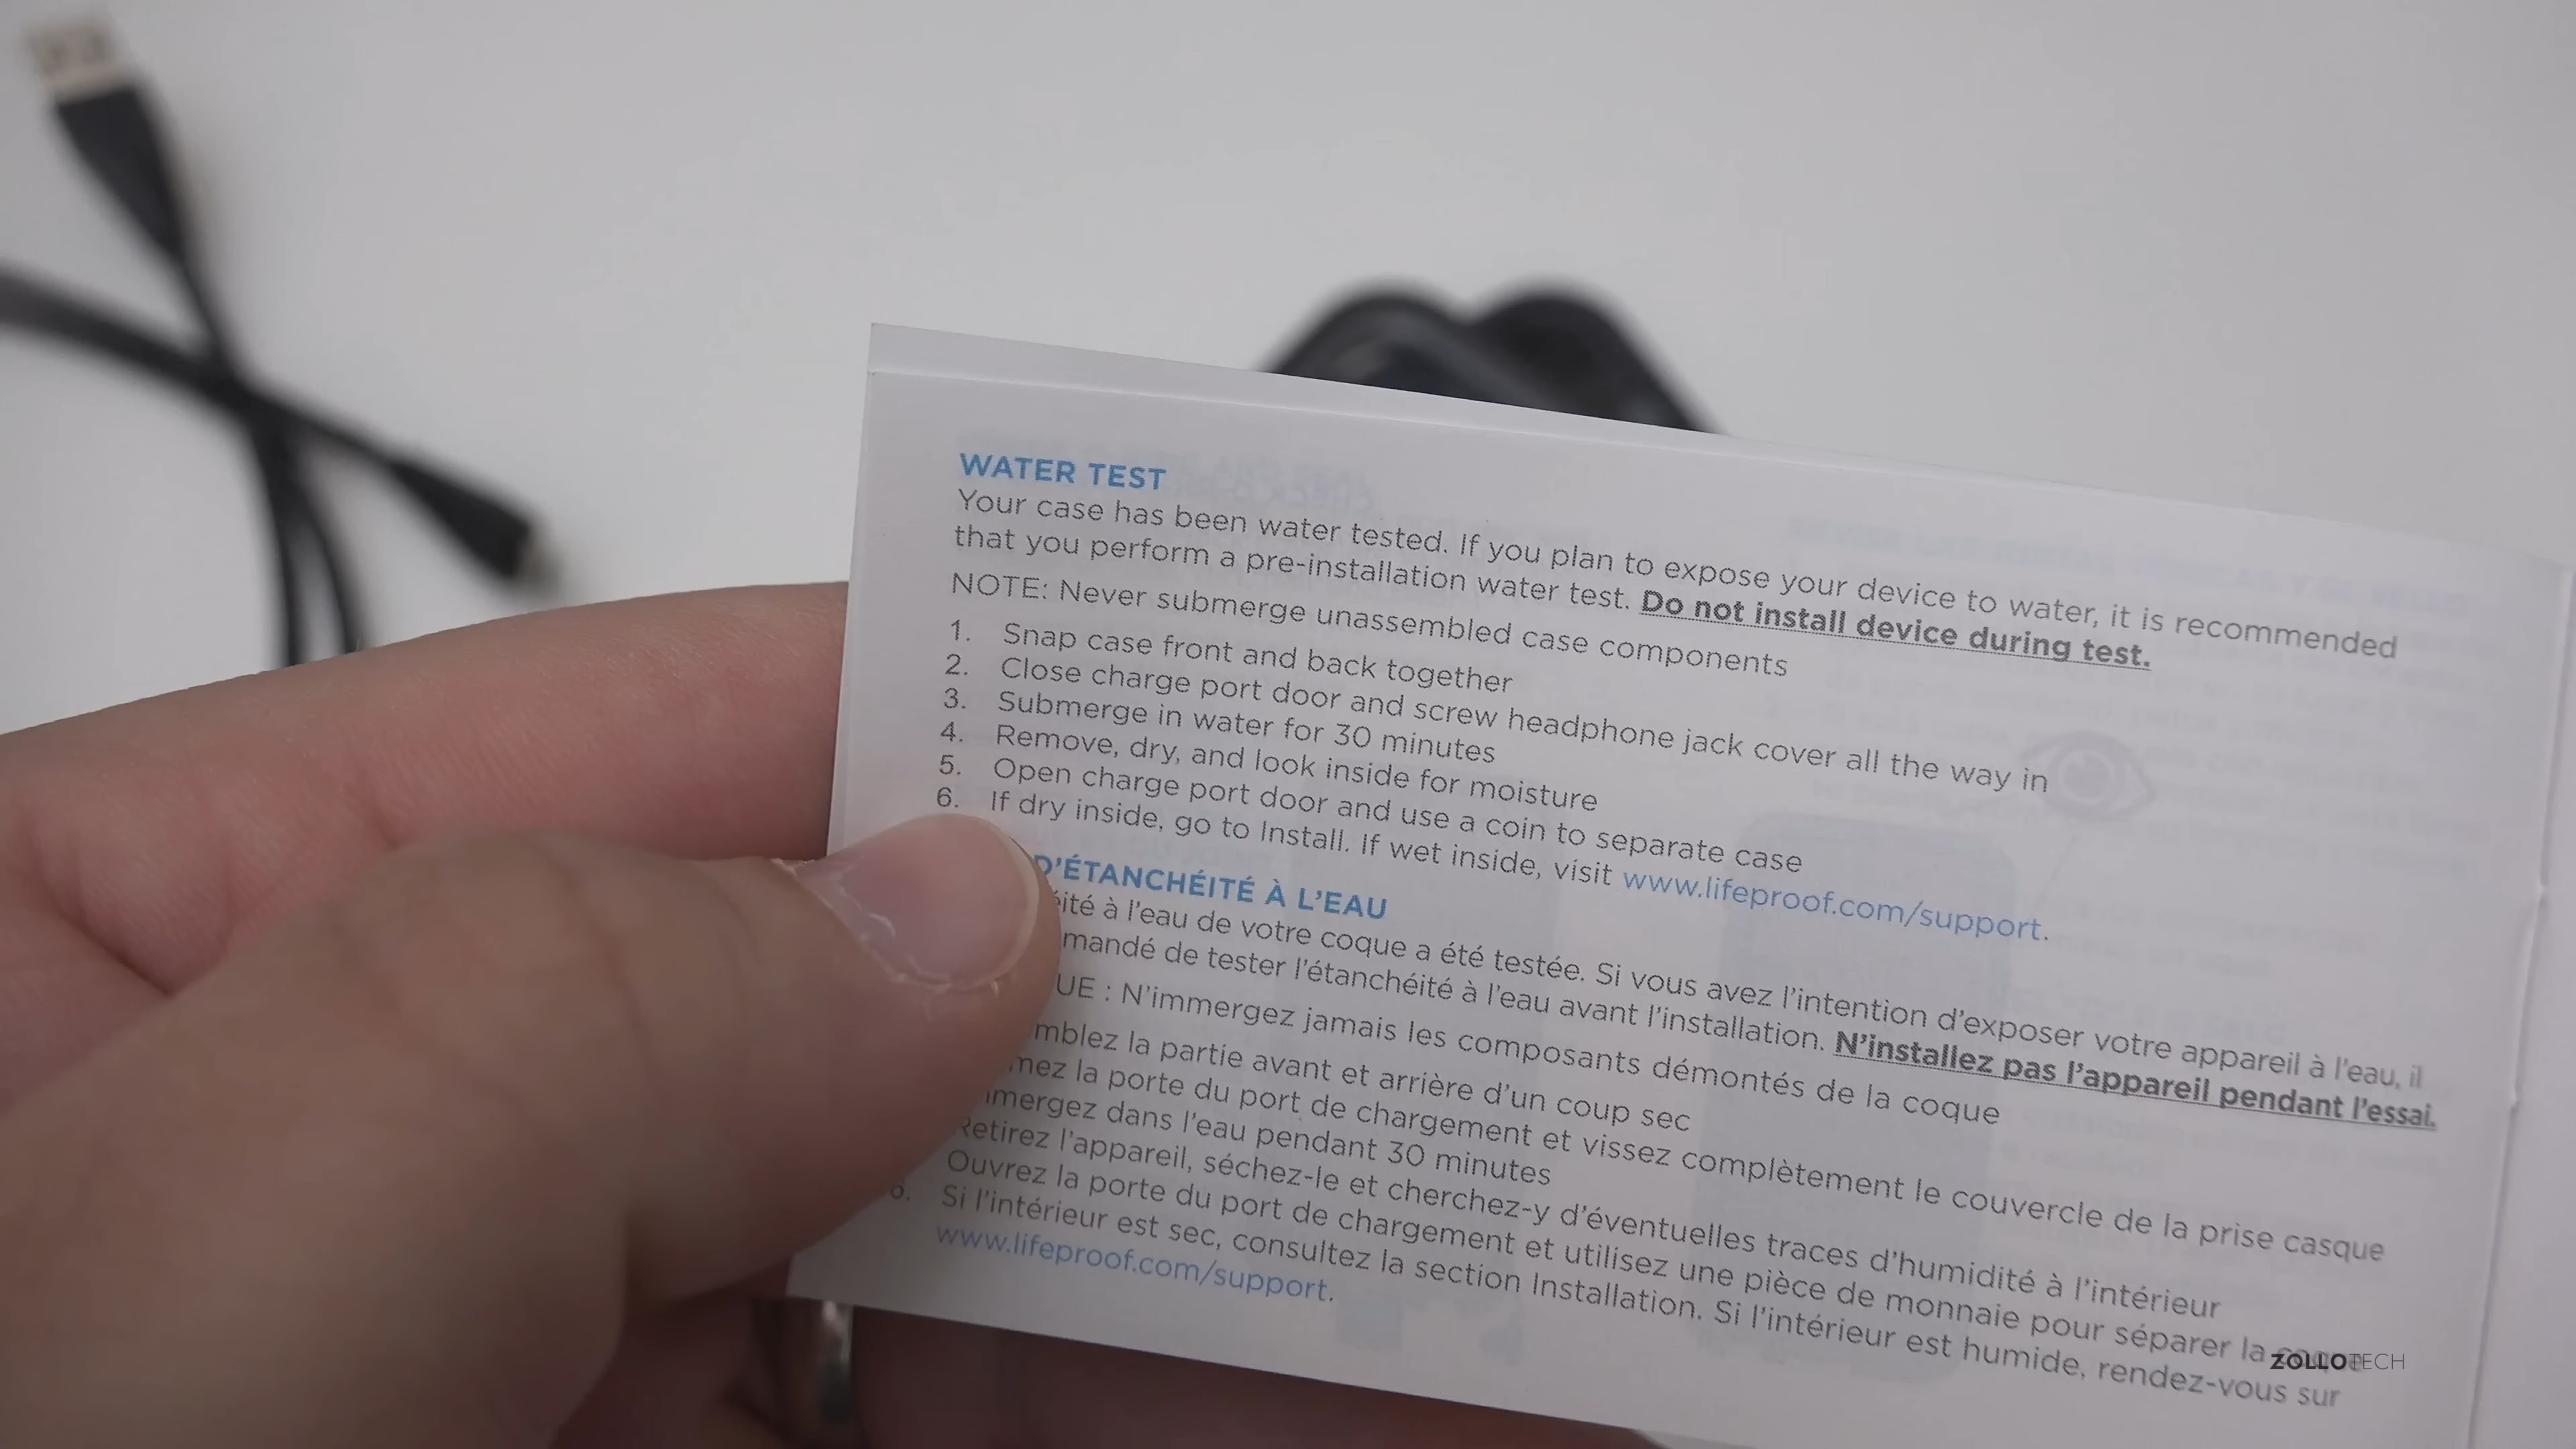 WATER TEST
Your case has been water tested. If you plan to expose your device to water, it is recommended
that you perform a pre-installation water test. Do not install device during test.
NOTE: Never submerge unassembled case components
1. Snap case front and back together
2. Close charge port door and screw headphone jack cover all the way in
3. Submerge in water for 30 minutes
4. Remove, dry, and look inside for moisture
5. Open charge port door and use a coin to separate case
6. If dry inside, go to Install. If wet inside, visit www.lifeproof.com/support.
D'ÉTANCHÉITÉ À L'EAU
à l'eau de votre coque a été testée. Si vous avez l'intention d'exposer votre appareil à l'eau, il
de tester l'étanchéité à l'eau avant l'installation. N'installez pas l'appareil pendant l'essai.
: N'immergez jamais les composants démontés de la coque
la partie avant et arrière d'un coup sec
la porte du port de chargement et vissez complètement le couvercle de la prise casque
dans l'eau pendant 30 minutes
Retirez l'appareil, séchez-le et cherchez-y d'éventuelles traces d'humidité à l'intérieur
Ouvrez la porte du port de chargement et utilisez une pièce de monnaie pour séparer la coque
6. Si l'intérieur est sec, consultez la section Installation. Si l'intérieur est humide, rendez-vous sur
www.lifeproof.com/support.
ZOLLOTECH